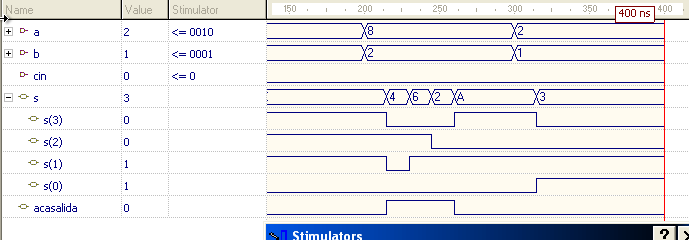 Name Value Stimulator 150 200 250 300 350 400
400 ns
a 2 <= 0010 8 2
b 1 <= 0001 2 1
cin 0 <= 0
s 3 4 6 2 A 3
s(3) 0
s(2) 0
s(1) 1
s(0) 1
acasalida 0
Stimulators ?